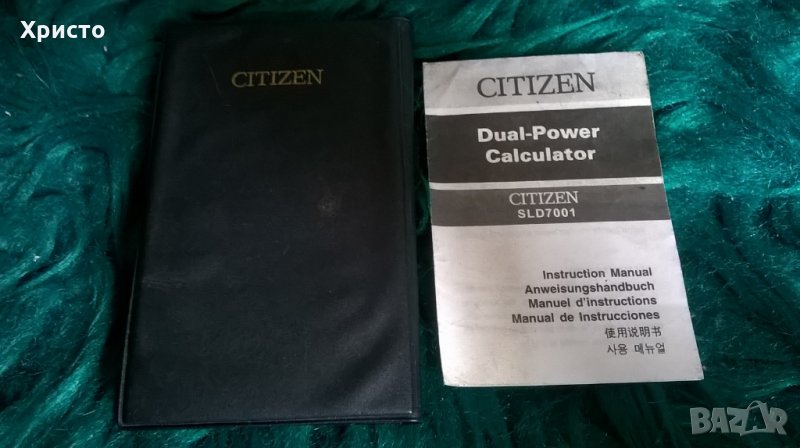 Христо
CITIZEN
CITIZEN
Dual-Power
Calculator
CITIZEN
SLD7001
Instruction Manual
Anweisungshandbuch
Manuel d'instructions
Manual de Instrucciones
使用说明书
사용 메뉴얼
BAZAR